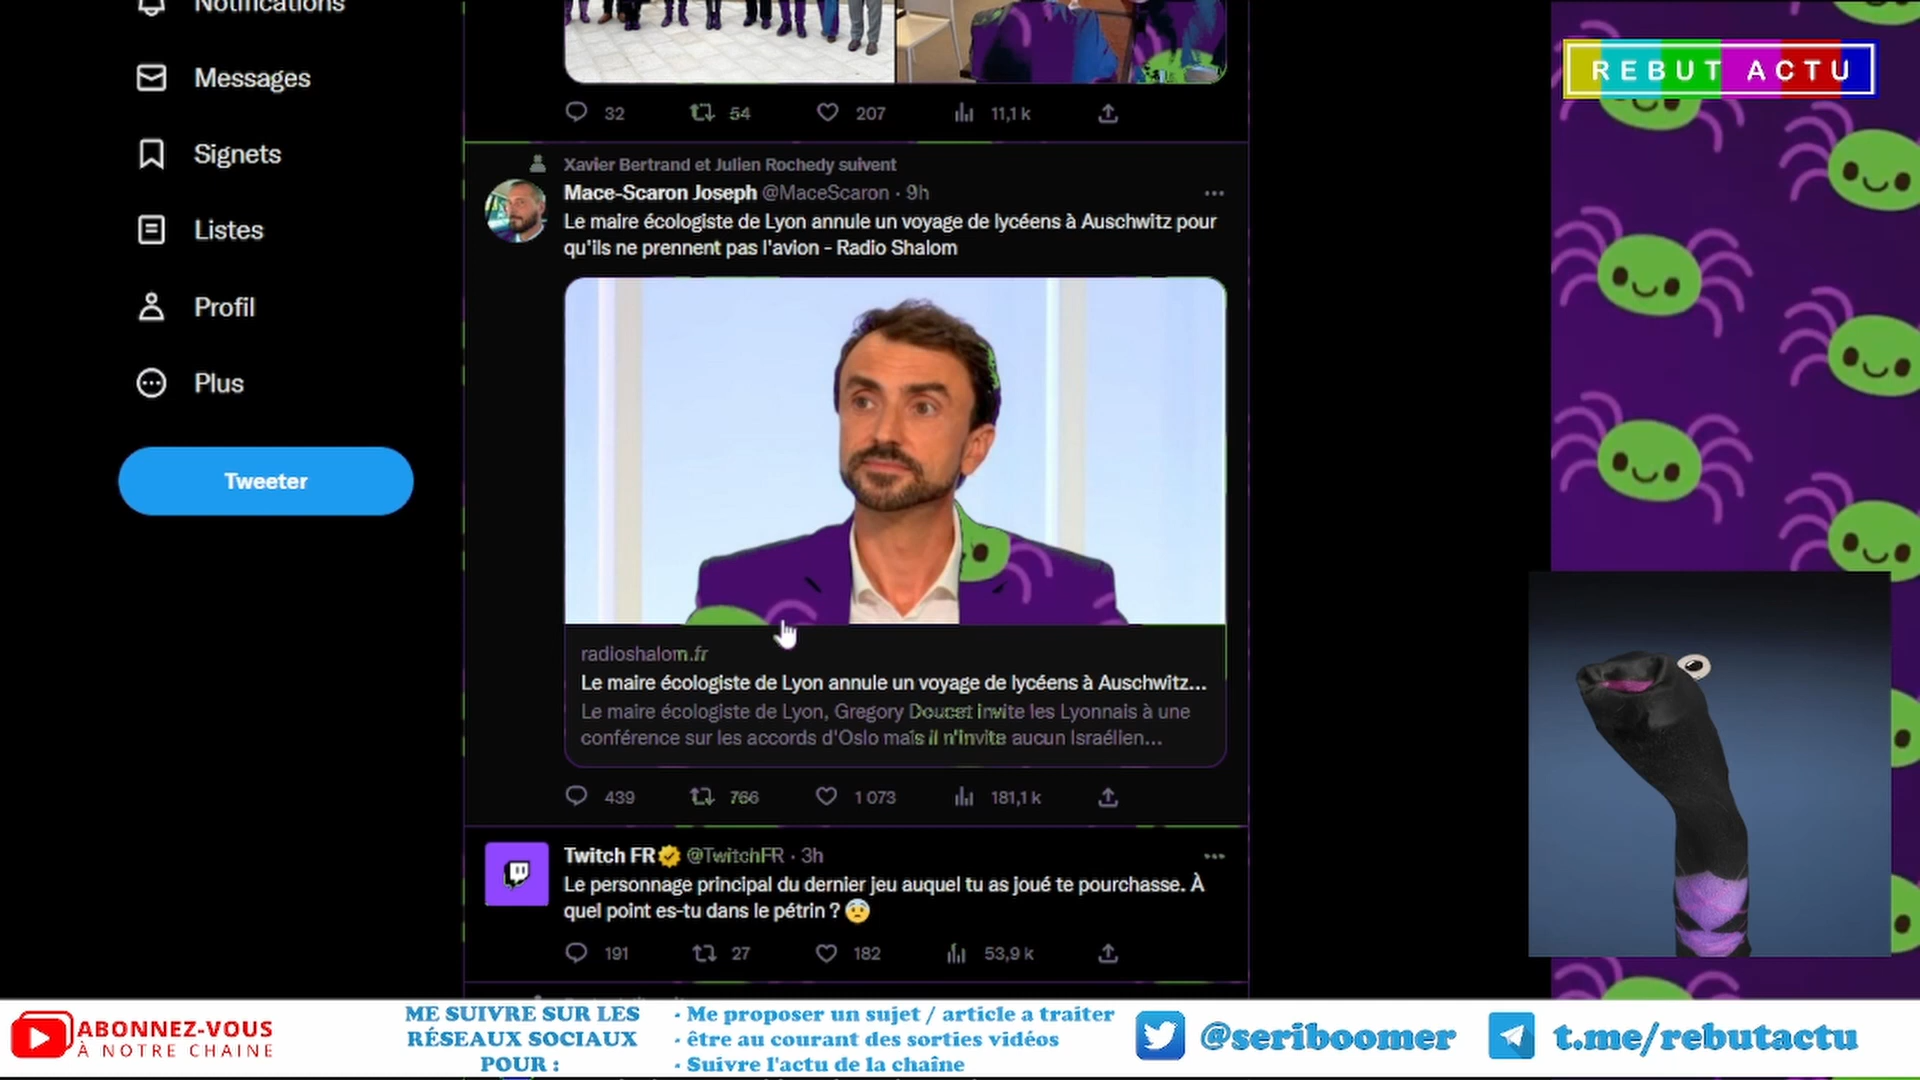 Notifications
Messages
Signets
Listes
Profil
Plus
Tweeter
32 54 207 11,1 k
Xavier Bertrand et Julien Rochedy suivent
Mace-Scaron Joseph @MaceScaron · 9h
Le maire écologiste de Lyon annule un voyage de lycéens à Auschwitz pour
qu'ils ne prennent pas l'avion - Radio Shalom
radioshalom.fr
Le maire écologiste de Lyon annule un voyage de lycéens à Auschwitz...
Le maire écologiste de Lyon, Gregory Doucet invite les Lyonnais à une
conférence sur les accords d'Oslo mais il n'invite aucun Israélien...
439 766 1 073 181,1 k
Twitch FR @TwitchFR · 3h
Le personnage principal du dernier jeu auquel tu as joué te pourchasse. À
quel point es-tu dans le pétrin ? 😨
191 27 182 53,9 k
REBUT ACTU
ABONNEZ-VOUS
À NOTRE CHAINE
ME SUIVRE SUR LES
RÉSEAUX SOCIAUX
POUR :
- Me proposer un sujet / article a traiter
- être au courant des sorties vidéos
- Suivre l'actu de la chaîne
@seriboomer
t.me/rebutactu